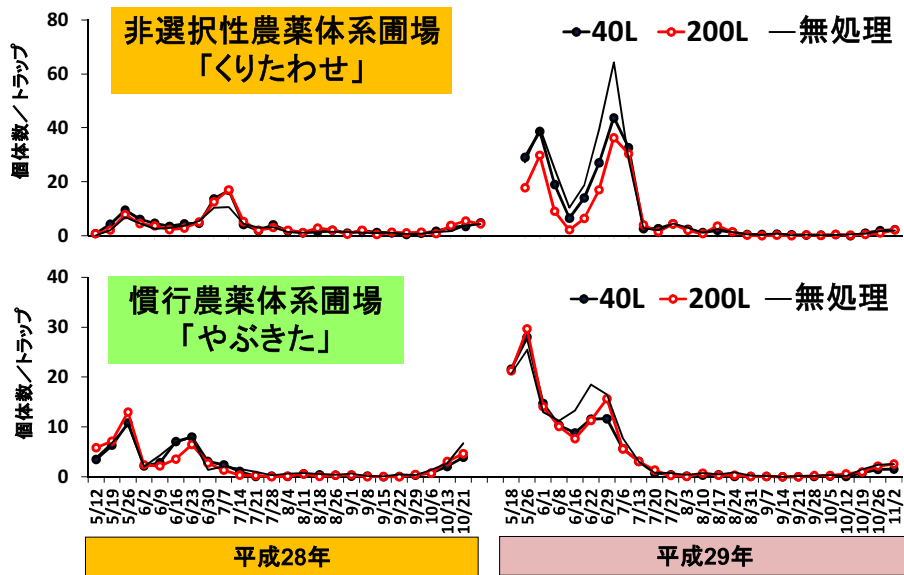 非選択性農薬体系圃場
「くりたわせ」
40L 200L 無処理
個体数／トラップ
80
60
40
20
0
慣行農薬体系圃場
「やぶきた」
40L 200L 無処理
個体数／トラップ
40
30
20
10
0
5/12 5/19 5/26 6/2 6/9 6/16 6/23 6/30 7/7 7/14 7/21 7/28 8/4 8/11 8/18 8/26 9/1 9/8 9/15 9/22 9/29 10/6 10/13 10/21
5/18 5/26 6/1 6/8 6/16 6/22 6/29 7/6 7/13 7/20 7/27 8/3 8/10 8/17 8/24 8/31 9/7 9/14 9/21 9/28 10/5 10/12 10/19 10/26 11/2
平成28年 平成29年